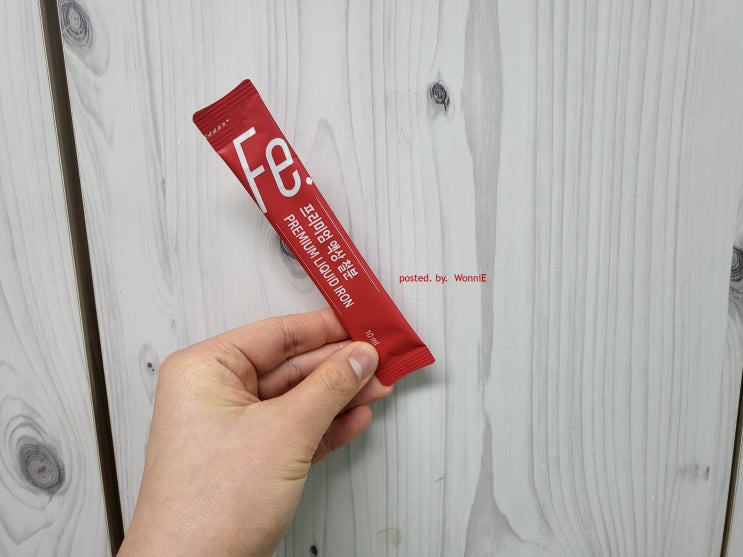 Fe.
프리미엄 액상 철분
PREMIUM LIQUID IRON
10 ml
posted. by. WonniE